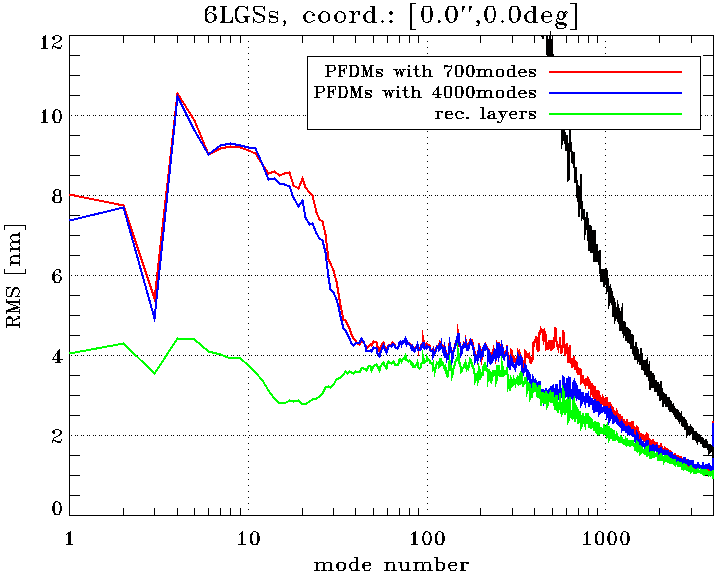 6LGSs, coord.: [0.0'',0.0deg]
12
PFDMs with 700modes
PFDMs with 4000modes
rec. layers
10
8
6
4
2
0
RMS [nm]
1 10 100 1000
mode number